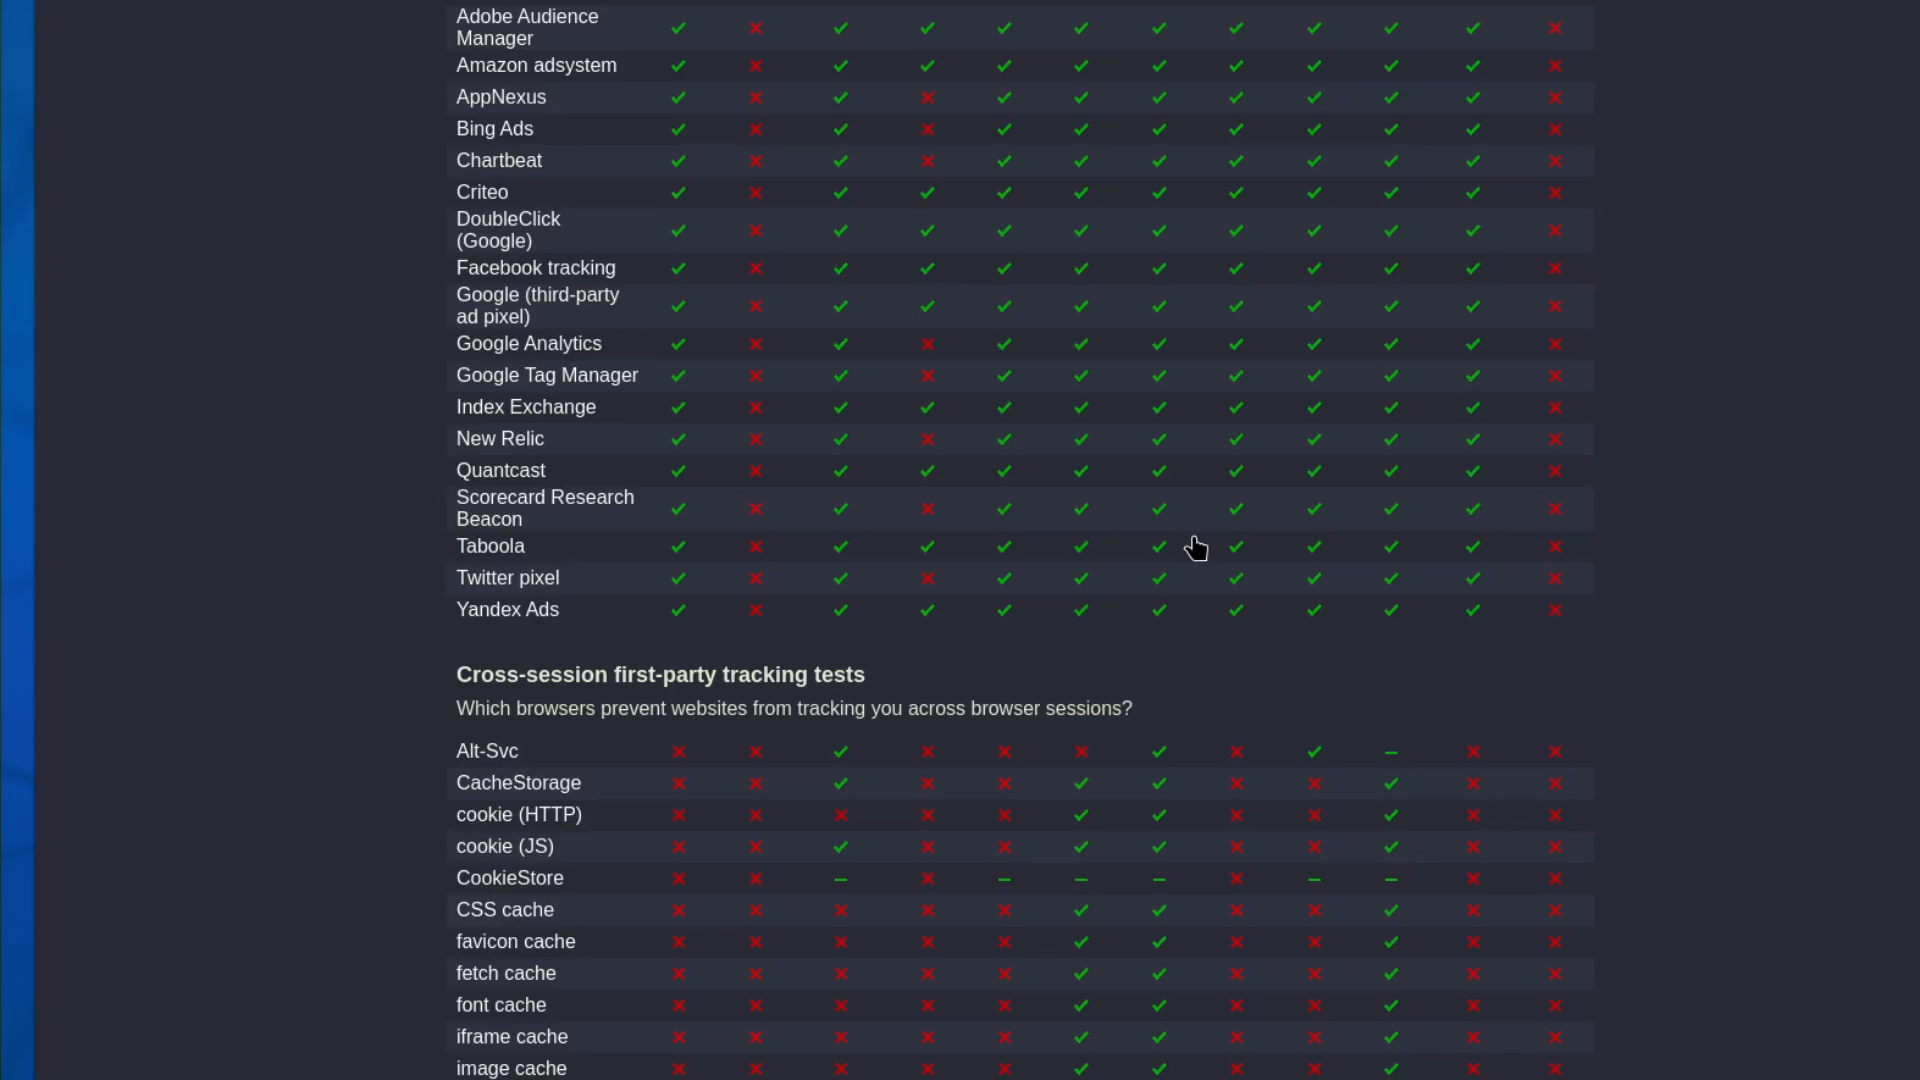 Adobe Audience
Manager
Amazon adsystem
AppNexus
Bing Ads
Chartbeat
Criteo
DoubleClick
(Google)
Facebook tracking
Google (third-party
ad pixel)
Google Analytics
Google Tag Manager
Index Exchange
New Relic
Quantcast
Scorecard Research
Beacon
Taboola
Twitter pixel
Yandex Ads
Cross-session first-party tracking tests
Which browsers prevent websites from tracking you across browser sessions?
Alt-Svc
CacheStorage
cookie (HTTP)
cookie (JS)
CookieStore
CSS cache
favicon cache
fetch cache
font cache
iframe cache
image cache